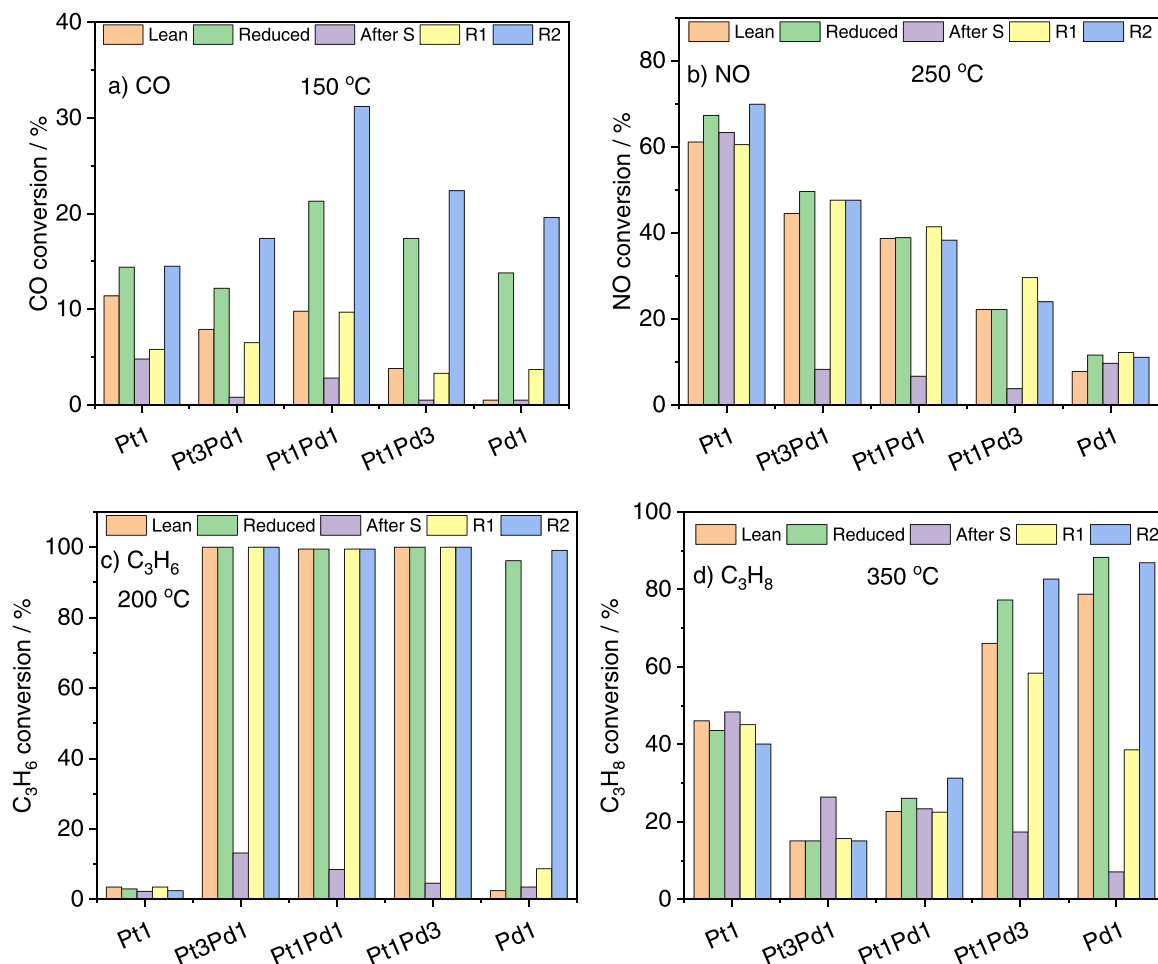 Lean Reduced After S R1 R2
a) CO 150 °C
CO conversion / %
40
30
20
10
0
Pt1 Pt3Pd1 Pt1Pd1 Pt1Pd3 Pd1
Lean Reduced After S R1 R2
b) NO 250 °C
NO conversion / %
80
60
40
20
0
Pt1 Pt3Pd1 Pt1Pd1 Pt1Pd3 Pd1
Lean Reduced After S R1 R2
c) C₃H₆
200 °C
C₃H₆ conversion / %
100
80
60
40
20
0
Pt1 Pt3Pd1 Pt1Pd1 Pt1Pd3 Pd1
Lean Reduced After S R1 R2
d) C₃H₈ 350 °C
C₃H₈ conversion / %
100
80
60
40
20
0
Pt1 Pt3Pd1 Pt1Pd1 Pt1Pd3 Pd1